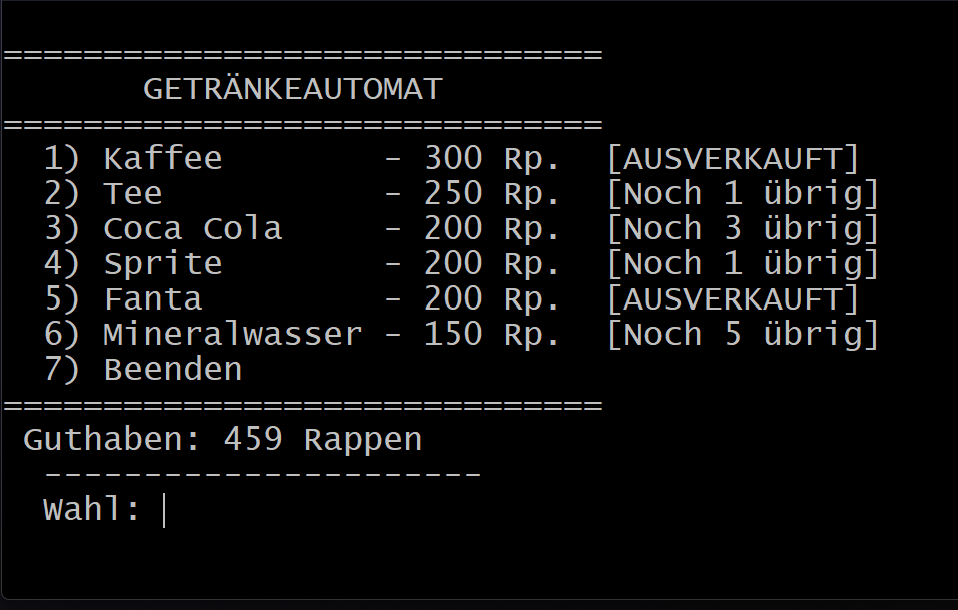 ==============================
GETRÄNKEAUTOMAT
==============================
1) Kaffee        - 300 Rp.  [AUSVERKAUFT]
2) Tee           - 250 Rp.  [Noch 1 übrig]
3) Coca Cola     - 200 Rp.  [Noch 3 übrig]
4) Sprite        - 200 Rp.  [Noch 1 übrig]
5) Fanta         - 200 Rp.  [AUSVERKAUFT]
6) Mineralwasser - 150 Rp.  [Noch 5 übrig]
7) Beenden
==============================
Guthaben: 459 Rappen
----------------------
Wahl: